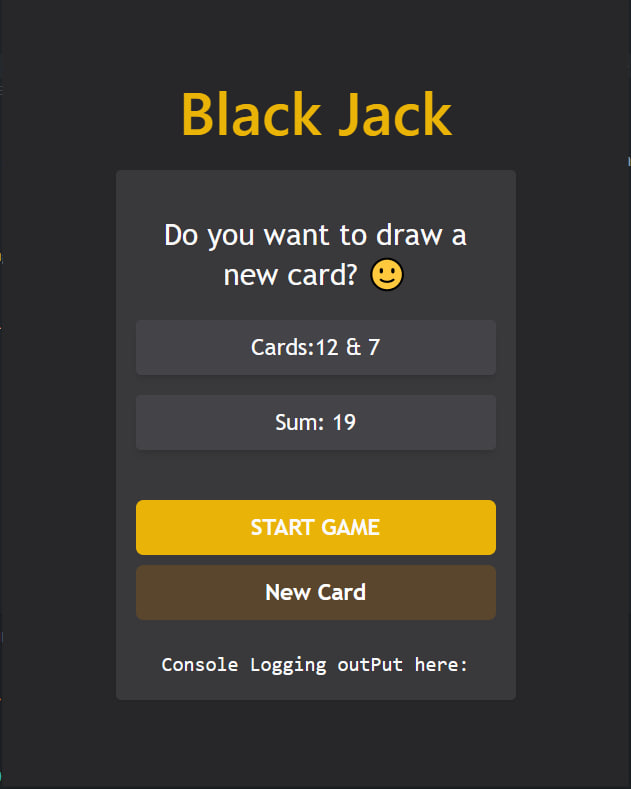 Black Jack
Do you want to draw a
new card? 🙂
Cards:12 & 7
Sum: 19
START GAME
New Card
Console Logging outPut here: